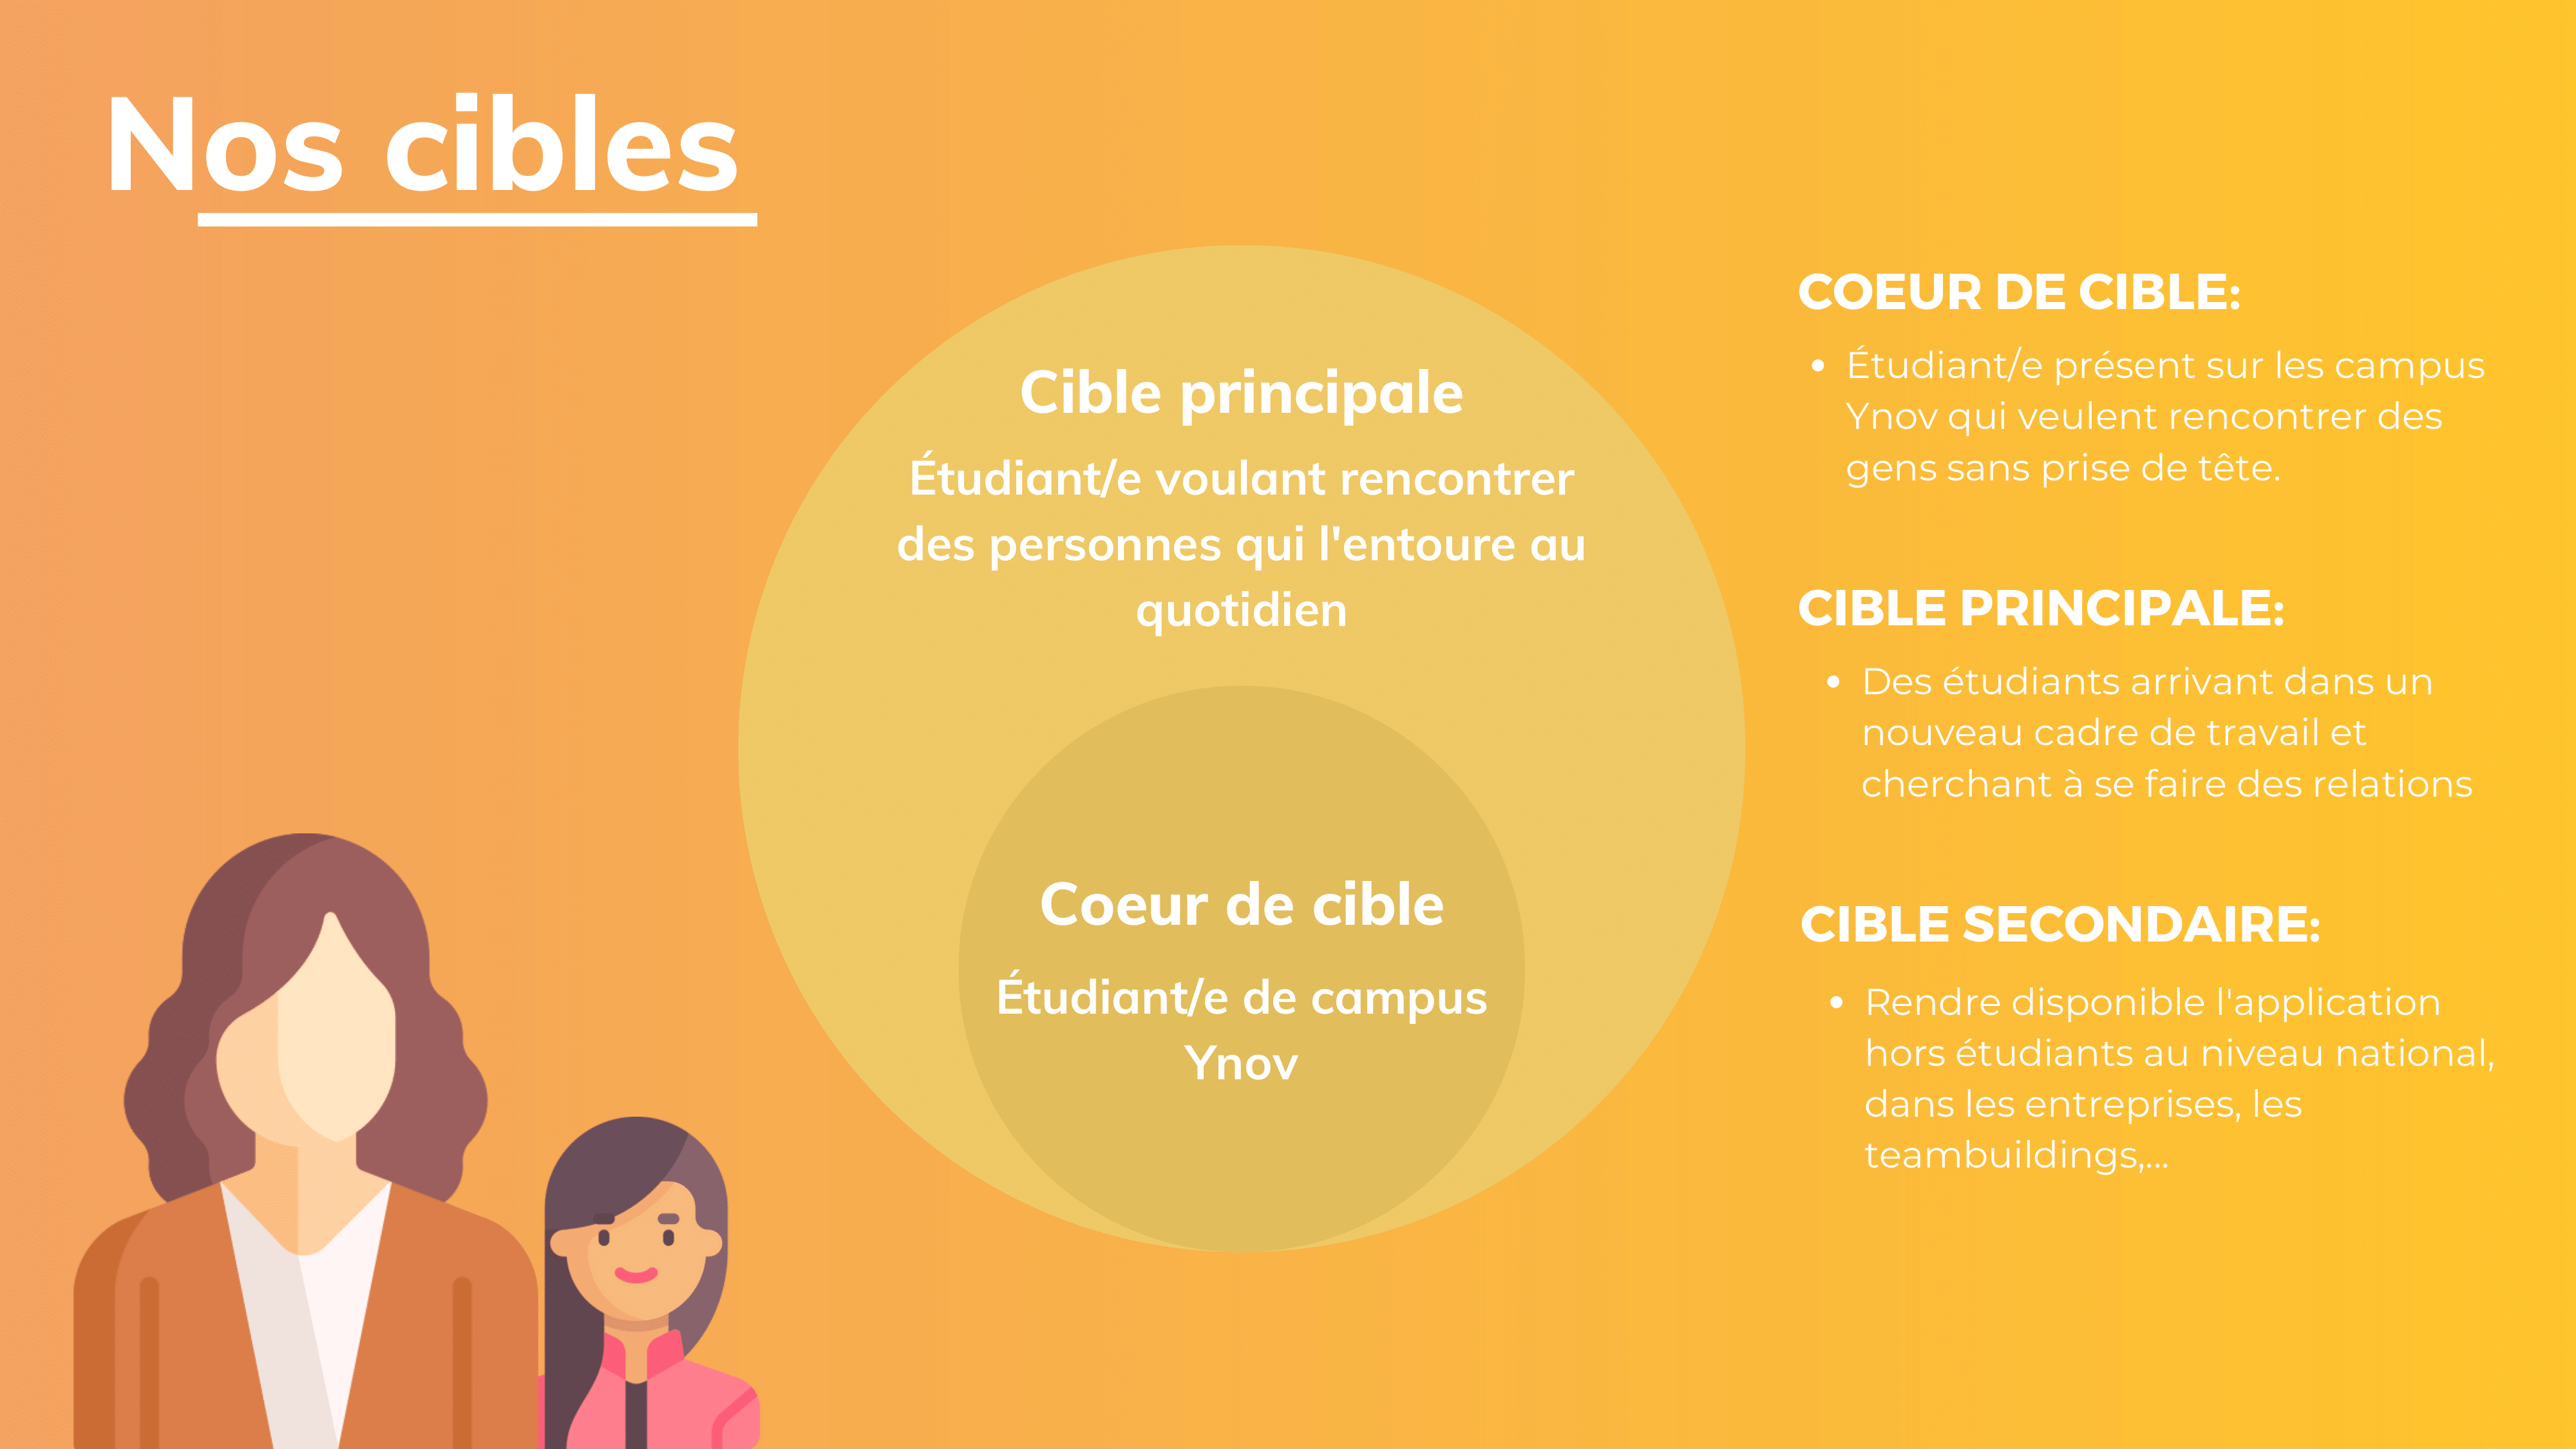 Nos cibles
Cible principale
Étudiant/e voulant rencontrer
des personnes qui l'entoure au
quotidien
Coeur de cible
Étudiant/e de campus
Ynov
COEUR DE CIBLE:
• Étudiant/e présent sur les campus
Ynov qui veulent rencontrer des
gens sans prise de tête.
CIBLE PRINCIPALE:
• Des étudiants arrivant dans un
nouveau cadre de travail et
cherchant à se faire des relations
CIBLE SECONDAIRE:
• Rendre disponible l'application
hors étudiants au niveau national,
dans les entreprises, les
teambuildings,...